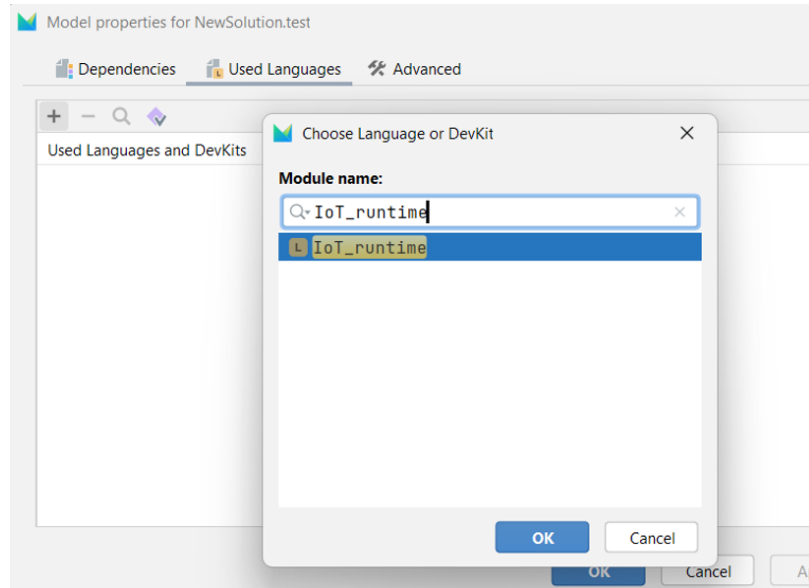 Model properties for NewSolution.test
Dependencies Used Languages Advanced
Used Languages and DevKits
Choose Language or DevKit
Module name:
IoT_runtime
L IoT_runtime
OK Cancel
OK Cancel